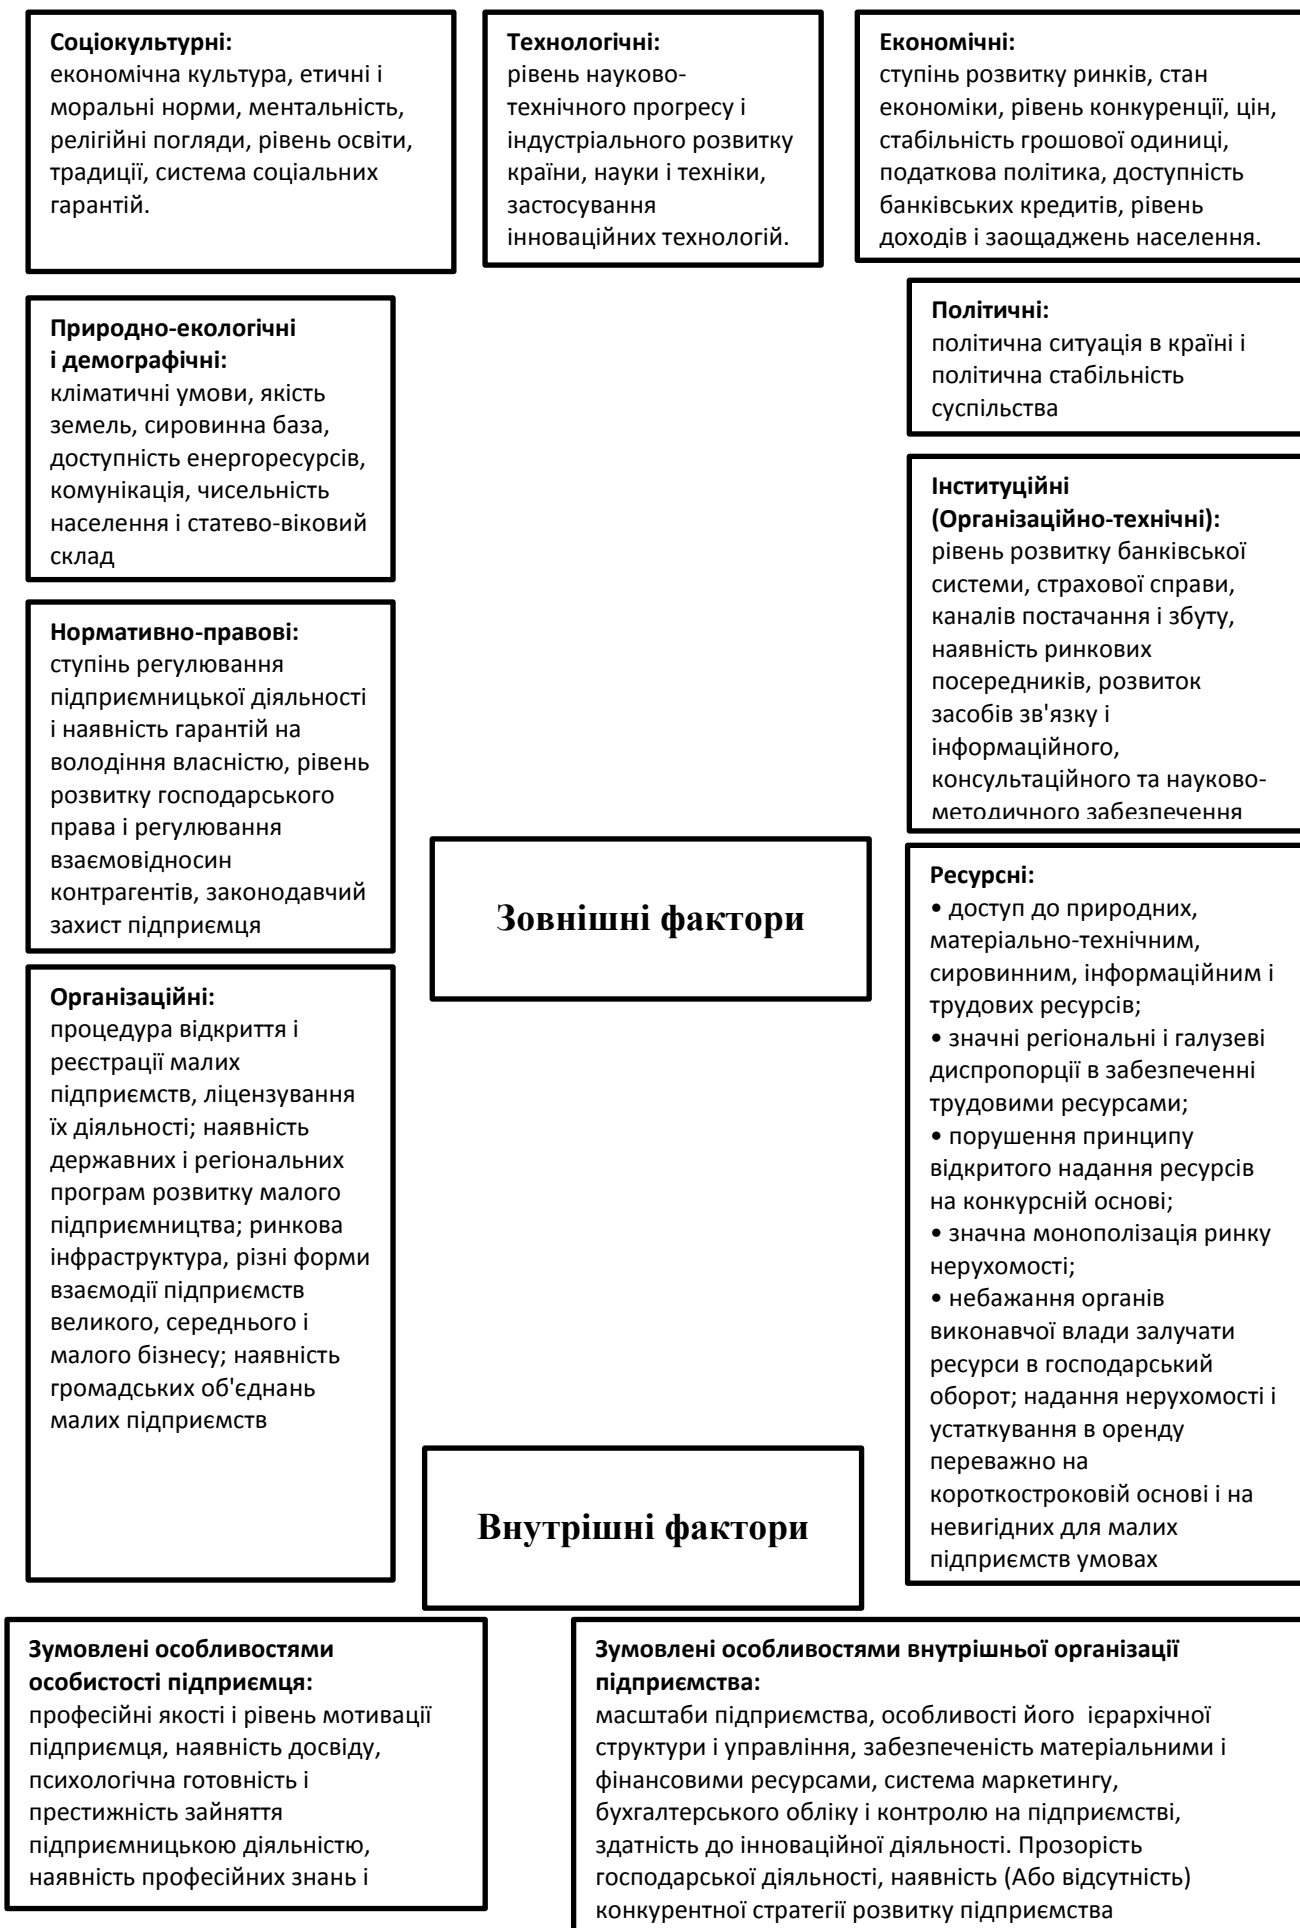 Соціокультурні:
економічна культура, етичні і
моральні норми, ментальність,
релігійні погляди, рівень освіти,
традиції, система соціальних
гарантій.
Технологічні:
рівень науково-
технічного прогресу і
індустріального розвитку
країни, науки і техніки,
застосування
інноваційних технологій.
Економічні:
ступінь розвитку ринків, стан
економіки, рівень конкуренції, цін,
стабільність грошової одиниці,
податкова політика, доступність
банківських кредитів, рівень
доходів і заощаджень населення.
Природно-екологічні
і демографічні:
кліматичні умови, якість
земель, сировинна база,
доступність енергоресурсів,
комунікація, чисельність
населення і статево-віковий
склад
Політичні:
політична ситуація в країні і
політична стабільність
суспільства
Інституційні
(Організаційно-технічні):
рівень розвитку банківської
системи, страхової справи,
каналів постачання і збуту,
наявність ринкових
посередників, розвиток
засобів зв'язку і
інформаційного,
консультаційного та науково-
методичного забезпечення
Нормативно-правові:
ступінь регулювання
підприємницької діяльності
і наявність гарантій на
володіння власністю, рівень
розвитку господарського
права і регулювання
взаємовідносин
контрагентів, законодавчий
захист підприємця
Зовнішні фактори
Ресурсні:
• доступ до природних,
матеріально-технічним,
сировинним, інформаційним і
трудових ресурсів;
• значні регіональні і галузеві
диспропорції в забезпеченні
трудовими ресурсами;
• порушення принципу
відкритого надання ресурсів
на конкурсній основі;
• значна монополізація ринку
нерухомості;
• небажання органів
виконавчої влади залучати
ресурси в господарський
оборот; надання нерухомості і
устаткування в оренду
переважно на
короткостроковій основі і на
невигідних для малих
підприємств умовах
Організаційні:
процедура відкриття і
реєстрації малих
підприємств, ліцензування
їх діяльності; наявність
державних і регіональних
програм розвитку малого
підприємництва; ринкова
інфраструктура, різні форми
взаємодії підприємств
великого, середнього і
малого бізнесу; наявність
громадських об'єднань
малих підприємств
Внутрішні фактори
Зумовлені особливостями
особистості підприємця:
професійні якості і рівень мотивації
підприємця, наявність досвіду,
психологічна готовність і
престижність зайняття
підприємницькою діяльністю,
наявність професійних знань і
Зумовлені особливостями внутрішньої організації
підприємства:
масштаби підприємства, особливості його  ієрархічної
структури і управління, забезпеченість матеріальними і
фінансовими ресурсами, система маркетингу,
бухгалтерського обліку і контролю на підприємстві,
здатність до інноваційної діяльності. Прозорість
господарської діяльності, наявність (Або відсутність)
конкурентної стратегії розвитку підприємства